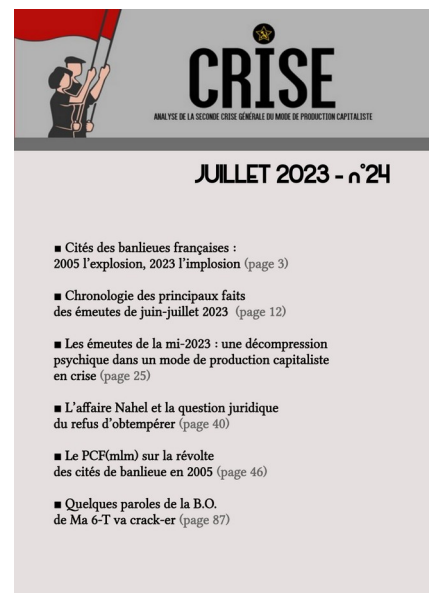 CRISE
ANALYSE DE LA SECONDE CRISE GÉNÉRALE DU MODE DE PRODUCTION CAPITALISTE
JUILLET 2023 - n°24
■ Cités des banlieues françaises :
2005 l'explosion, 2023 l'implosion (page 3)
■ Chronologie des principaux faits
des émeutes de juin-juillet 2023 (page 12)
■ Les émeutes de la mi-2023 : une décompression
psychique dans un mode de production capitaliste
en crise (page 25)
■ L'affaire Nahel et la question juridique
du refus d'obtempérer (page 40)
■ Le PCF(mlm) sur la révolte
des cités de banlieue en 2005 (page 46)
■ Quelques paroles de la B.O.
de Ma 6-T va crack-er (page 87)